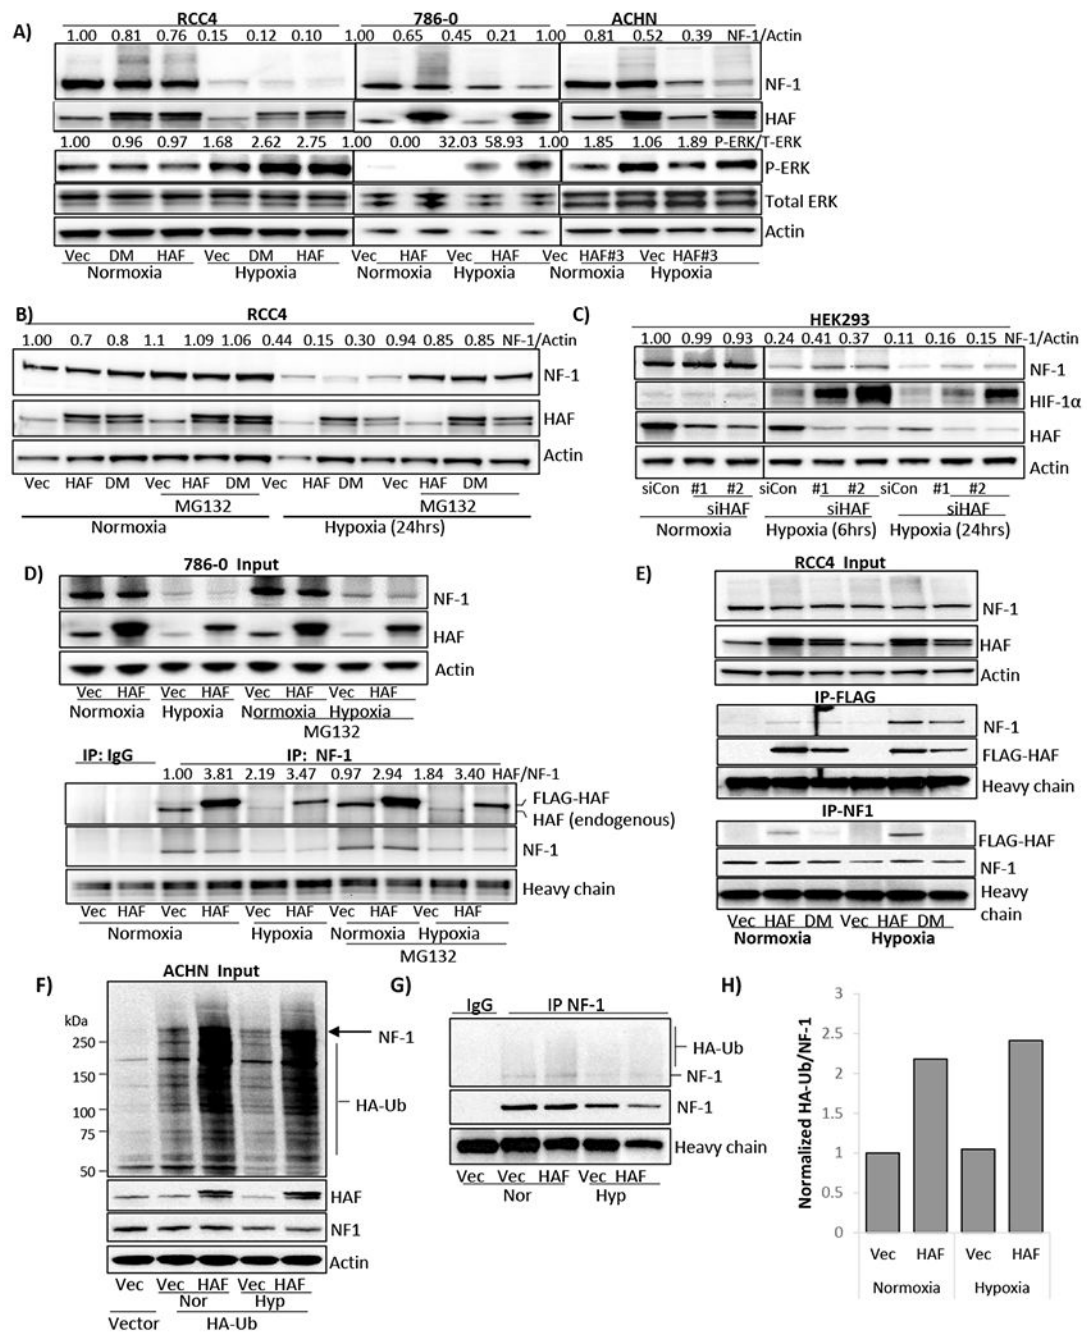 A)
RCC4 786-0 ACHN
1.00 0.81 0.76 0.15 0.12 0.10 1.00 0.65 0.45 0.21 1.00 0.81 0.52 0.39 NF-1/Actin
NF-1
HAF
1.00 0.96 0.97 1.68 2.62 2.75 1.00 0.00 32.03 58.93 1.00 1.85 1.06 1.89 P-ERK/T-ERK
P-ERK
Total ERK
Actin
Vec DM HAF Vec DM HAF Vec HAF Vec HAF Vec HAF#3 Vec HAF#3
Normoxia Hypoxia Normoxia Hypoxia Normoxia Hypoxia
B)
RCC4
1.00 0.7 0.8 1.1 1.09 1.06 0.44 0.15 0.30 0.94 0.85 0.85 NF-1/Actin
NF-1
HAF
Actin
Vec HAF DM Vec HAF DM Vec HAF DM Vec HAF DM
MG132 MG132
Normoxia Hypoxia (24hrs)
C)
HEK293
1.00 0.99 0.93 0.24 0.41 0.37 0.11 0.16 0.15 NF-1/Actin
NF-1
HIF-1α
HAF
Actin
siCon #1 #2 siCon #1 #2 siCon #1 #2
siHAF siHAF siHAF
Normoxia Hypoxia (6hrs) Hypoxia (24hrs)
D)
786-0 Input
NF-1
HAF
Actin
Vec HAF Vec HAF Vec HAF Vec HAF
Normoxia Hypoxia Normoxia Hypoxia
MG132
IP: IgG IP: NF-1
1.00 3.81 2.19 3.47 0.97 2.94 1.84 3.40 HAF/NF-1
FLAG-HAF
HAF (endogenous)
NF-1
Heavy chain
Vec HAF Vec HAF Vec HAF Vec HAF Vec HAF
Normoxia Hypoxia Normoxia Hypoxia
MG132
E)
RCC4 Input
NF-1
HAF
Actin
IP-FLAG
NF-1
FLAG-HAF
Heavy chain
IP-NF1
FLAG-HAF
NF-1
Heavy
chain
Vec HAF DM Vec HAF DM
Normoxia Hypoxia
F)
ACHN Input
kDa
NF-1
250
150
HA-Ub
100
75
50
HAF
NF1
Actin
Vec Vec HAF Vec HAF
Nor Hyp
Vector HA-Ub
G)
IgG IP NF-1
HA-Ub
NF-1
NF-1
Heavy chain
Vec Vec HAF Vec HAF
Nor Hyp
H)
Normalized HA-Ub/NF-1
3
2.5
2
1.5
1
0.5
0
Vec HAF Vec HAF
Normoxia Hypoxia